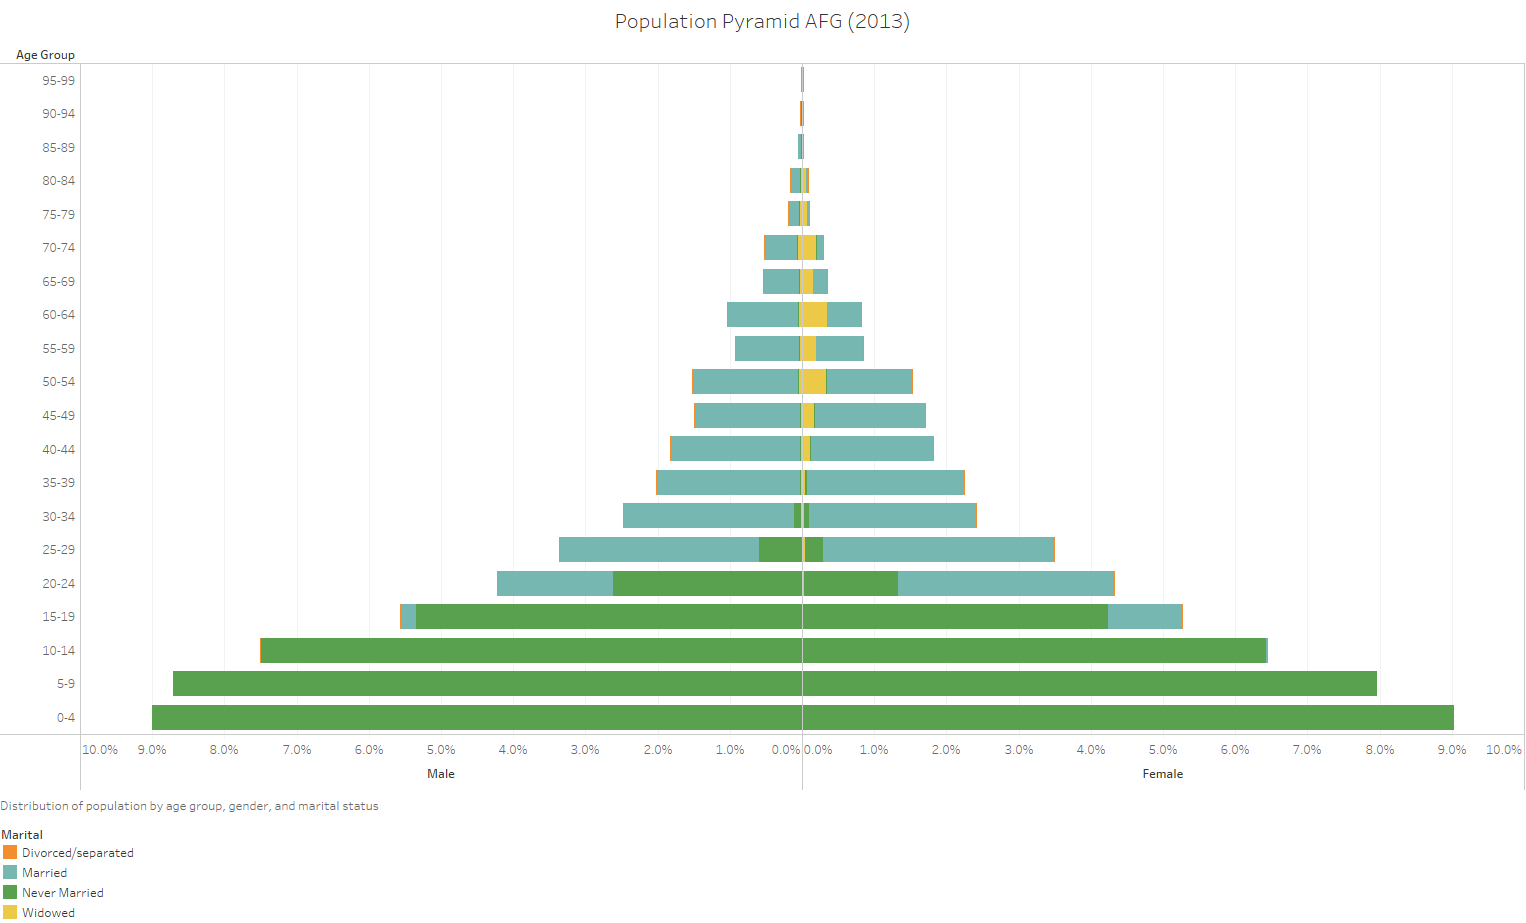 Population Pyramid AFG (2013)
Age Group
95-99
90-94
85-89
80-84
75-79
70-74
65-69
60-64
55-59
50-54
45-49
40-44
35-39
30-34
25-29
20-24
15-19
10-14
5-9
0-4
10.0% 9.0% 8.0% 7.0% 6.0% 5.0% 4.0% 3.0% 2.0% 1.0% 0.0% 0.0% 1.0% 2.0% 3.0% 4.0% 5.0% 6.0% 7.0% 8.0% 9.0% 10.0%
Male Female
Distribution of population by age group, gender, and marital status
Marital
Divorced/separated
Married
Never Married
Widowed